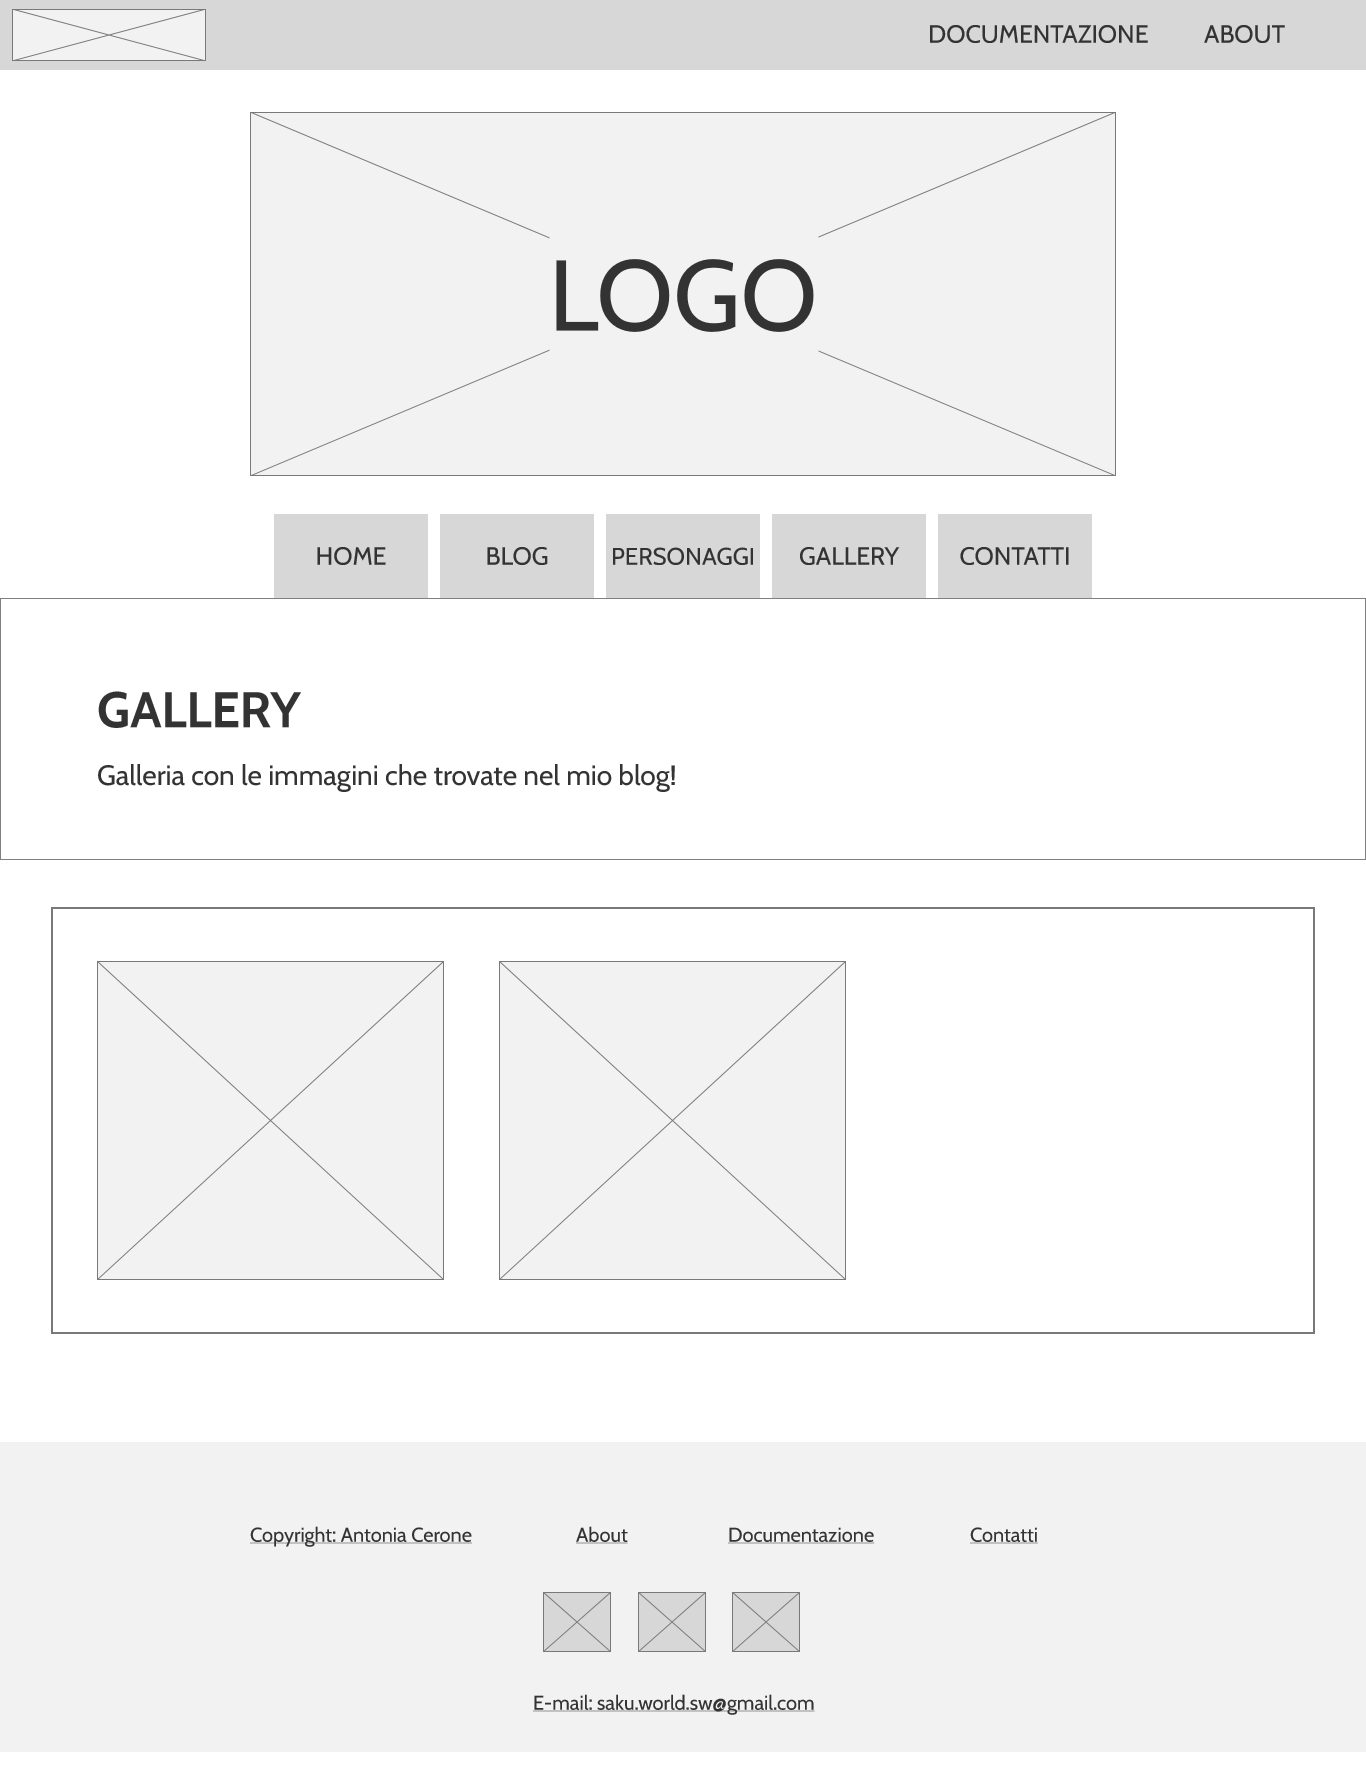 DOCUMENTAZIONE ABOUT
LOGO
HOME BLOG PERSONAGGI GALLERY CONTATTI
GALLERY
Galleria con le immagini che trovate nel mio blog!
Copyright: Antonia Cerone About Documentazione Contatti
E-mail: saku.world.sw@gmail.com